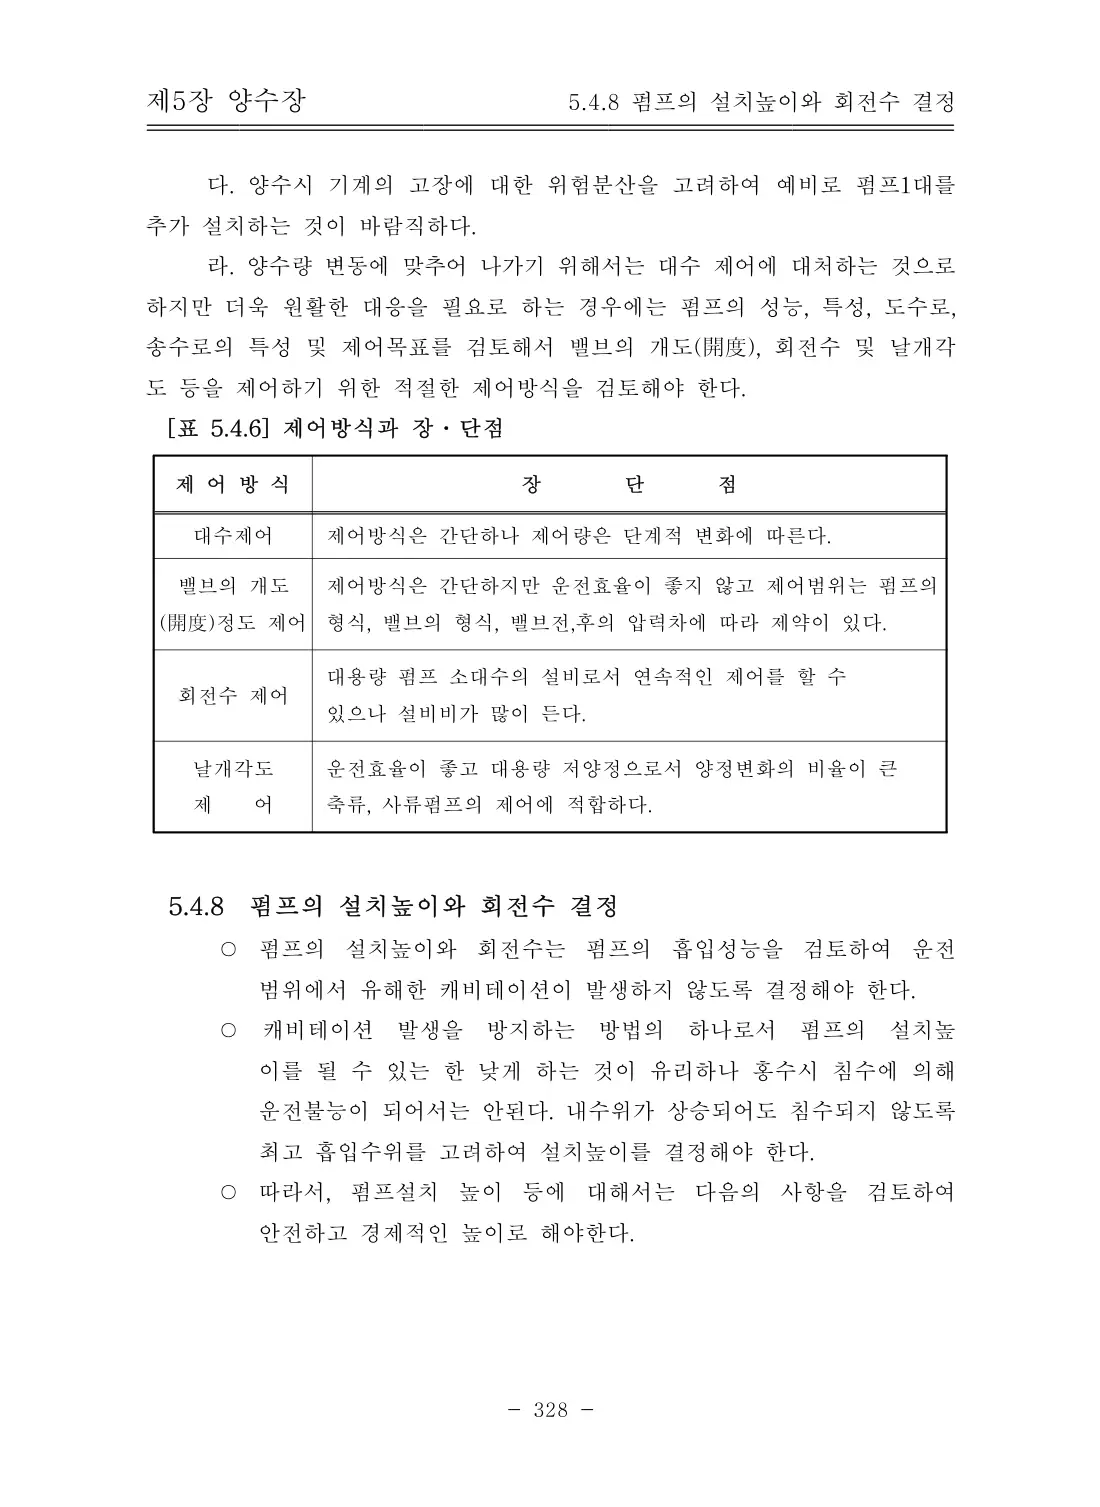 제5장 양수장
5.4.8 펌프의 설치높이와 회전수 결정
다. 양수시 기계의 고장에 대한 위험분산을 고려하여 예비로 펌프1대를
추가 설치하는 것이 바람직하다.
라. 양수량 변동에 맞추어 나가기 위해서는 대수 제어에 대처하는 것으로
하지만 더욱 원활한 대응을 필요로 하는 경우에는 펌프의 성능, 특성, 도수로,
송수로의 특성 및 제어목표를 검토해서 밸브의 개도(開度), 회전수 및 날개각
도 등을 제어하기 위한 적절한 제어방식을 검토해야 한다.
[표 5.4.6] 제어방식과 장·단점
제 어 방 식
장 단 점
대수제어
제어방식은 간단하나 제어량은 단계적 변화에 따른다.
밸브의 개도
(開度)정도 제어
제어방식은 간단하지만 운전효율이 좋지 않고 제어범위는 펌프의
형식, 밸브의 형식, 밸브전,후의 압력차에 따라 제약이 있다.
회전수 제어
대용량 펌프 소대수의 설비로서 연속적인 제어를 할 수
있으나 설비비가 많이 든다.
날개각도
제 어
운전효율이 좋고 대용량 저양정으로서 양정변화의 비율이 큰
축류, 사류펌프의 제어에 적합하다.
5.4.8 펌프의 설치높이와 회전수 결정
○ 펌프의 설치높이와 회전수는 펌프의 흡입성능을 검토하여 운전
범위에서 유해한 캐비테이션이 발생하지 않도록 결정해야 한다.
○ 캐비테이션 발생을 방지하는 방법의 하나로서 펌프의 설치높
이를 될 수 있는 한 낮게 하는 것이 유리하나 홍수시 침수에 의해
운전불능이 되어서는 안된다. 내수위가 상승되어도 침수되지 않도록
최고 흡입수위를 고려하여 설치높이를 결정해야 한다.
○ 따라서, 펌프설치 높이 등에 대해서는 다음의 사항을 검토하여
안전하고 경제적인 높이로 해야한다.
- 328 -